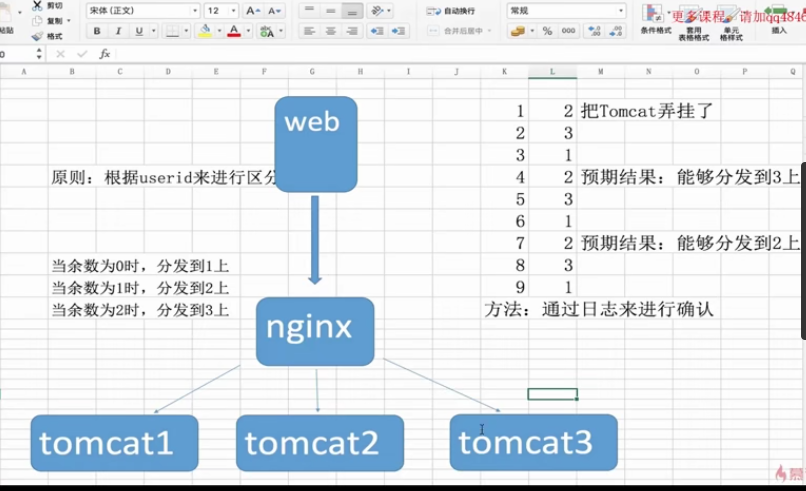 剪切
复制
格式
宋体 (正文)
12
A
A
B
I
U
A
自动换行
合并后居中
常规
%
000
条件格式
套用
表格格式
单元
格样式
插入
更多课程，请加qq4846
fx
A B C D E F G H I J K L M N O P Q
web
原则：根据userid来进行区分
当余数为0时，分发到1上
当余数为1时，分发到2上
当余数为2时，分发到3上
nginx
tomcat1
tomcat2
tomcat3
1 2 把Tomcat弄挂了
2 3
3 1
4 2 预期结果：能够分发到3上
5 3
6 1
7 2 预期结果：能够分发到2上
8 3
9 1
方法：通过日志来进行确认